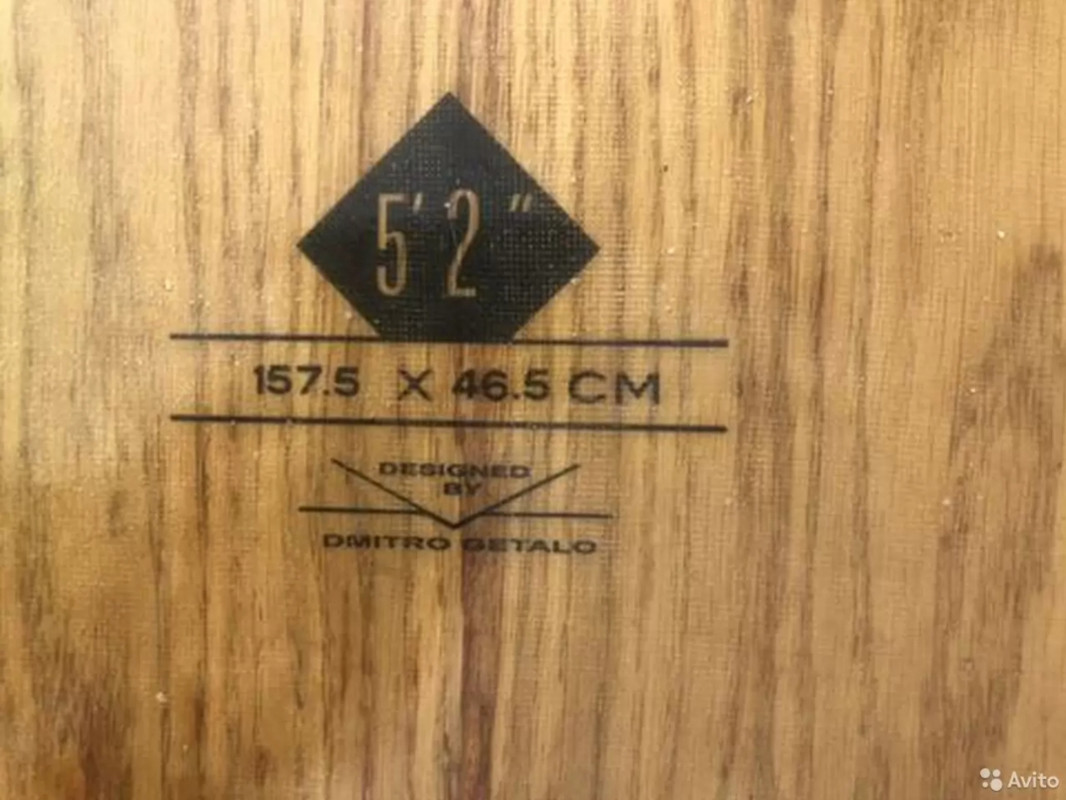 5'2"
157.5 X 46.5 CM
DESIGNED
BY
DMITRO GETALO
Avito